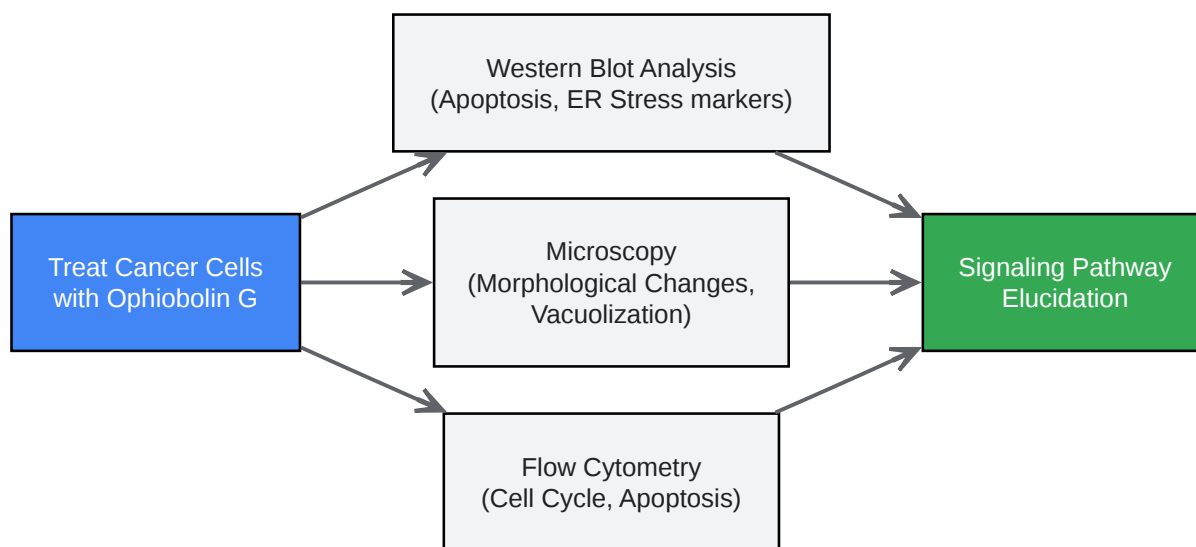 Western Blot Analysis
(Apoptosis, ER Stress markers)
Treat Cancer Cells
with Ophiobolin G
Microscopy
(Morphological Changes,
Vacuolization)
Signaling Pathway
Elucidation
Flow Cytometry
(Cell Cycle, Apoptosis)